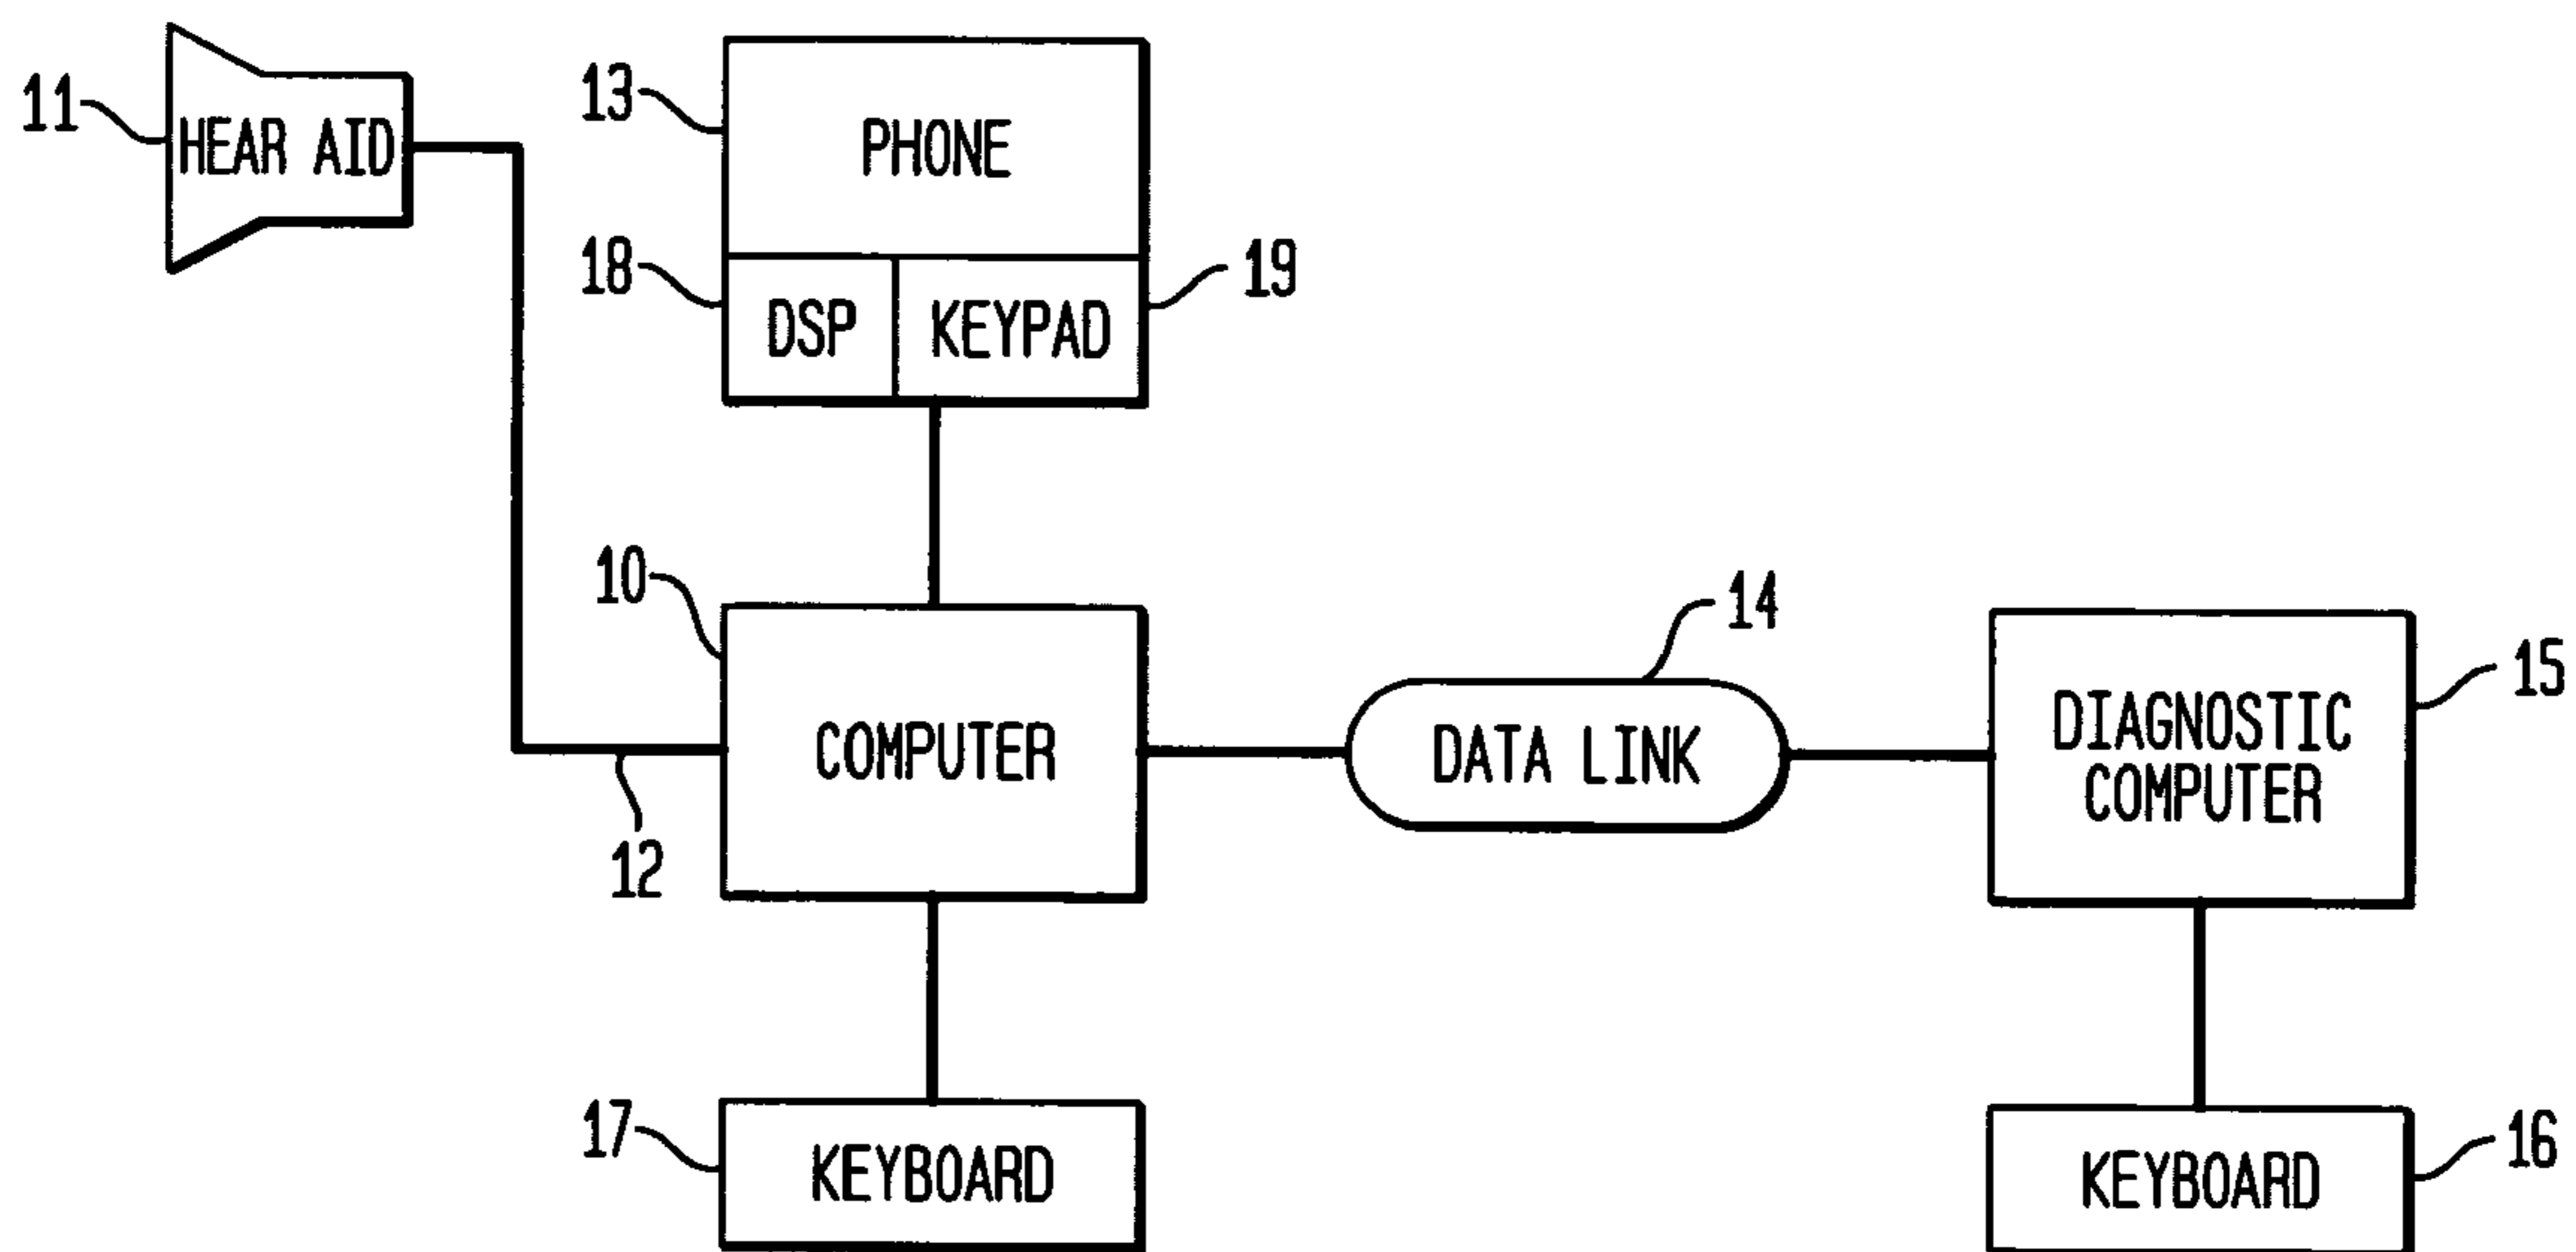 11
HEAR AID
13
PHONE
18
DSP
KEYPAD
19
10
COMPUTER
12
14
DATA LINK
15
DIAGNOSTIC
COMPUTER
17
KEYBOARD
16
KEYBOARD